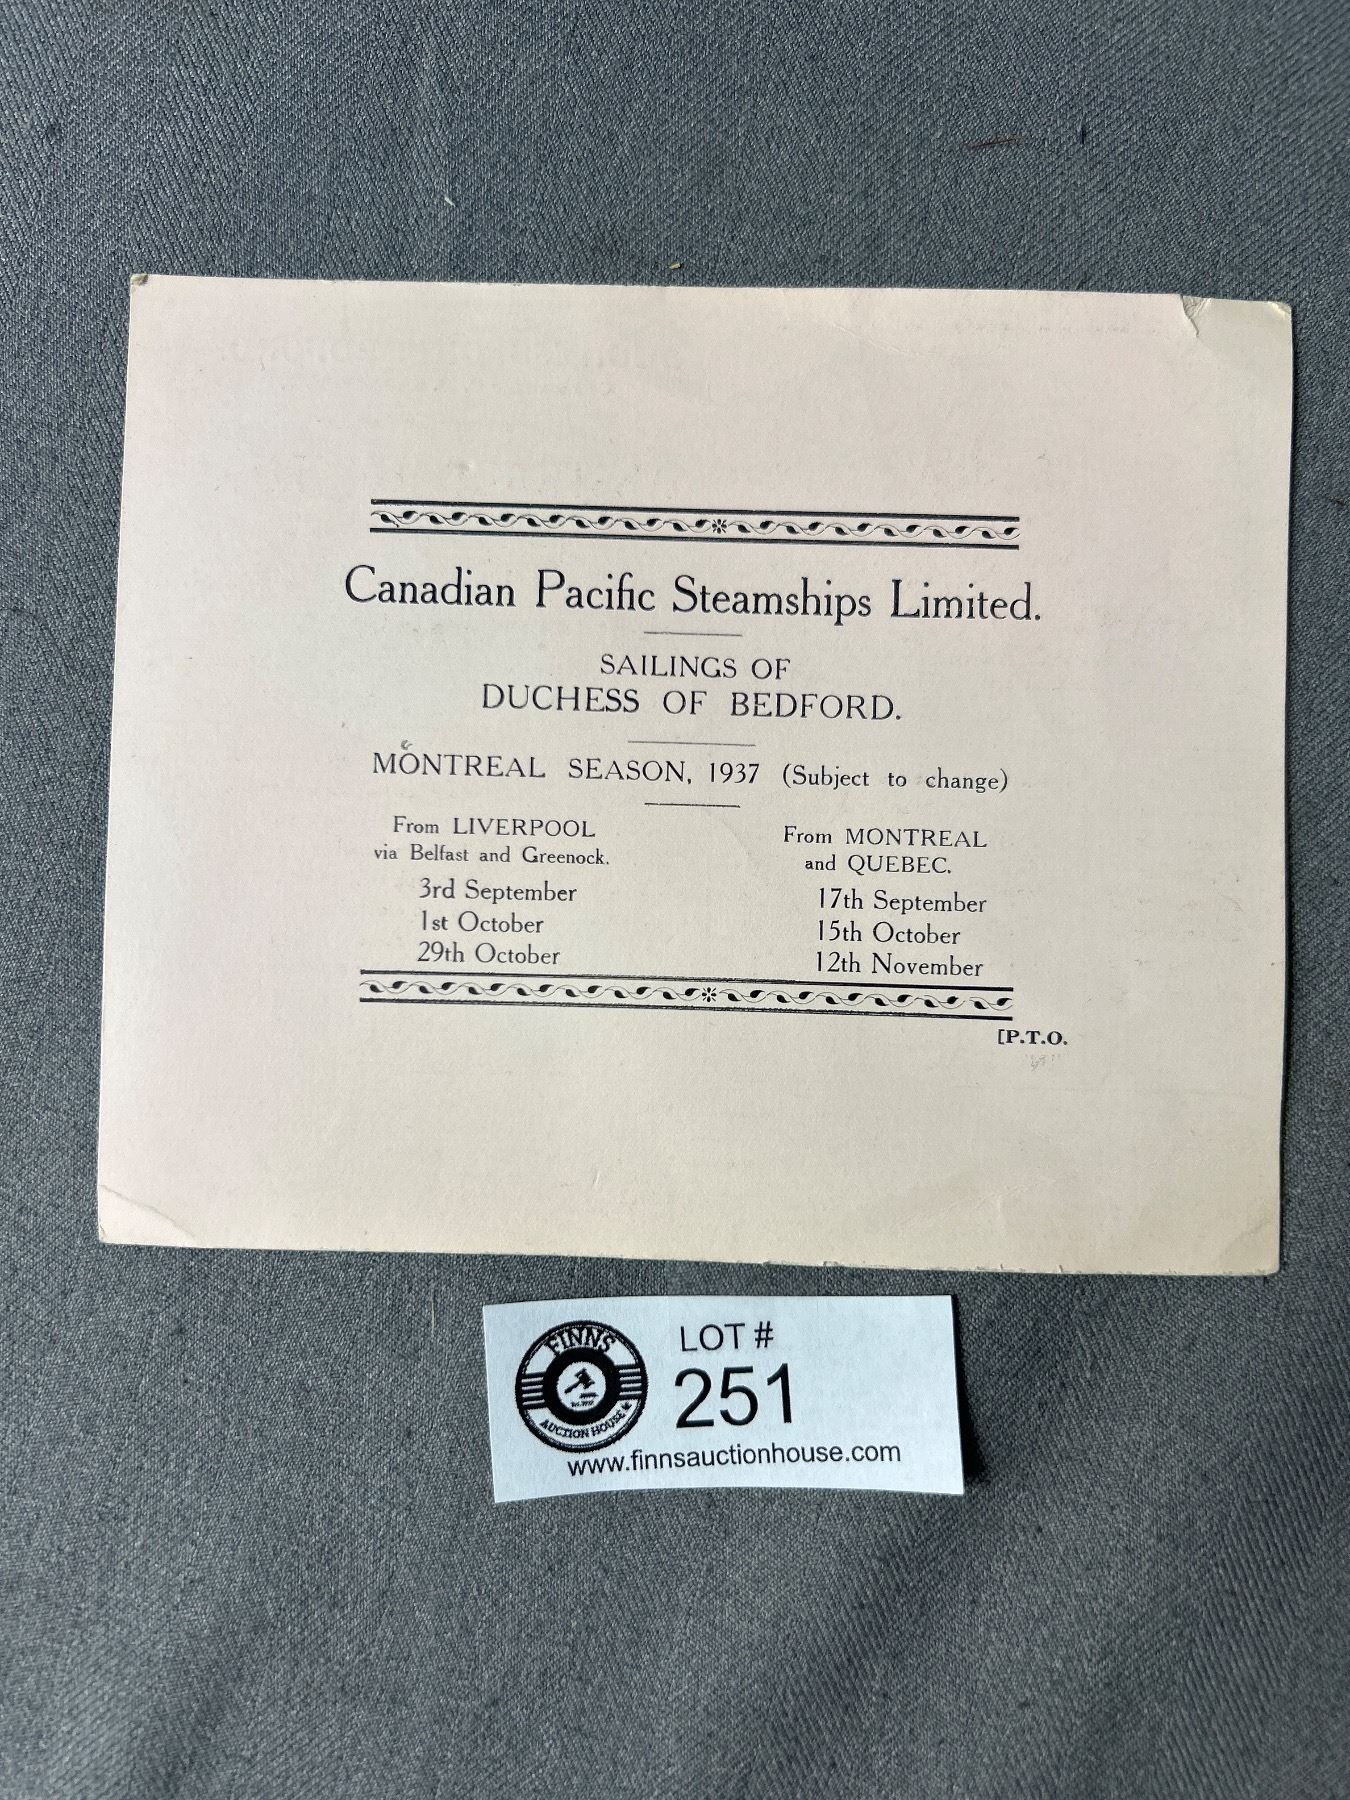 Canadian Pacific Steamships Limited.
SAILINGS OF
DUCHESS OF BEDFORD.
MONTREAL SEASON, 1937 (Subject to change)
From LIVERPOOL
via Belfast and Greenock.
3rd September
1st October
29th October
From MONTREAL
and QUEBEC.
17th September
15th October
12th November
[P.T.O.
FINNS
AUCTION HOUSE
LOT #
251
www.finnsauctionhouse.com